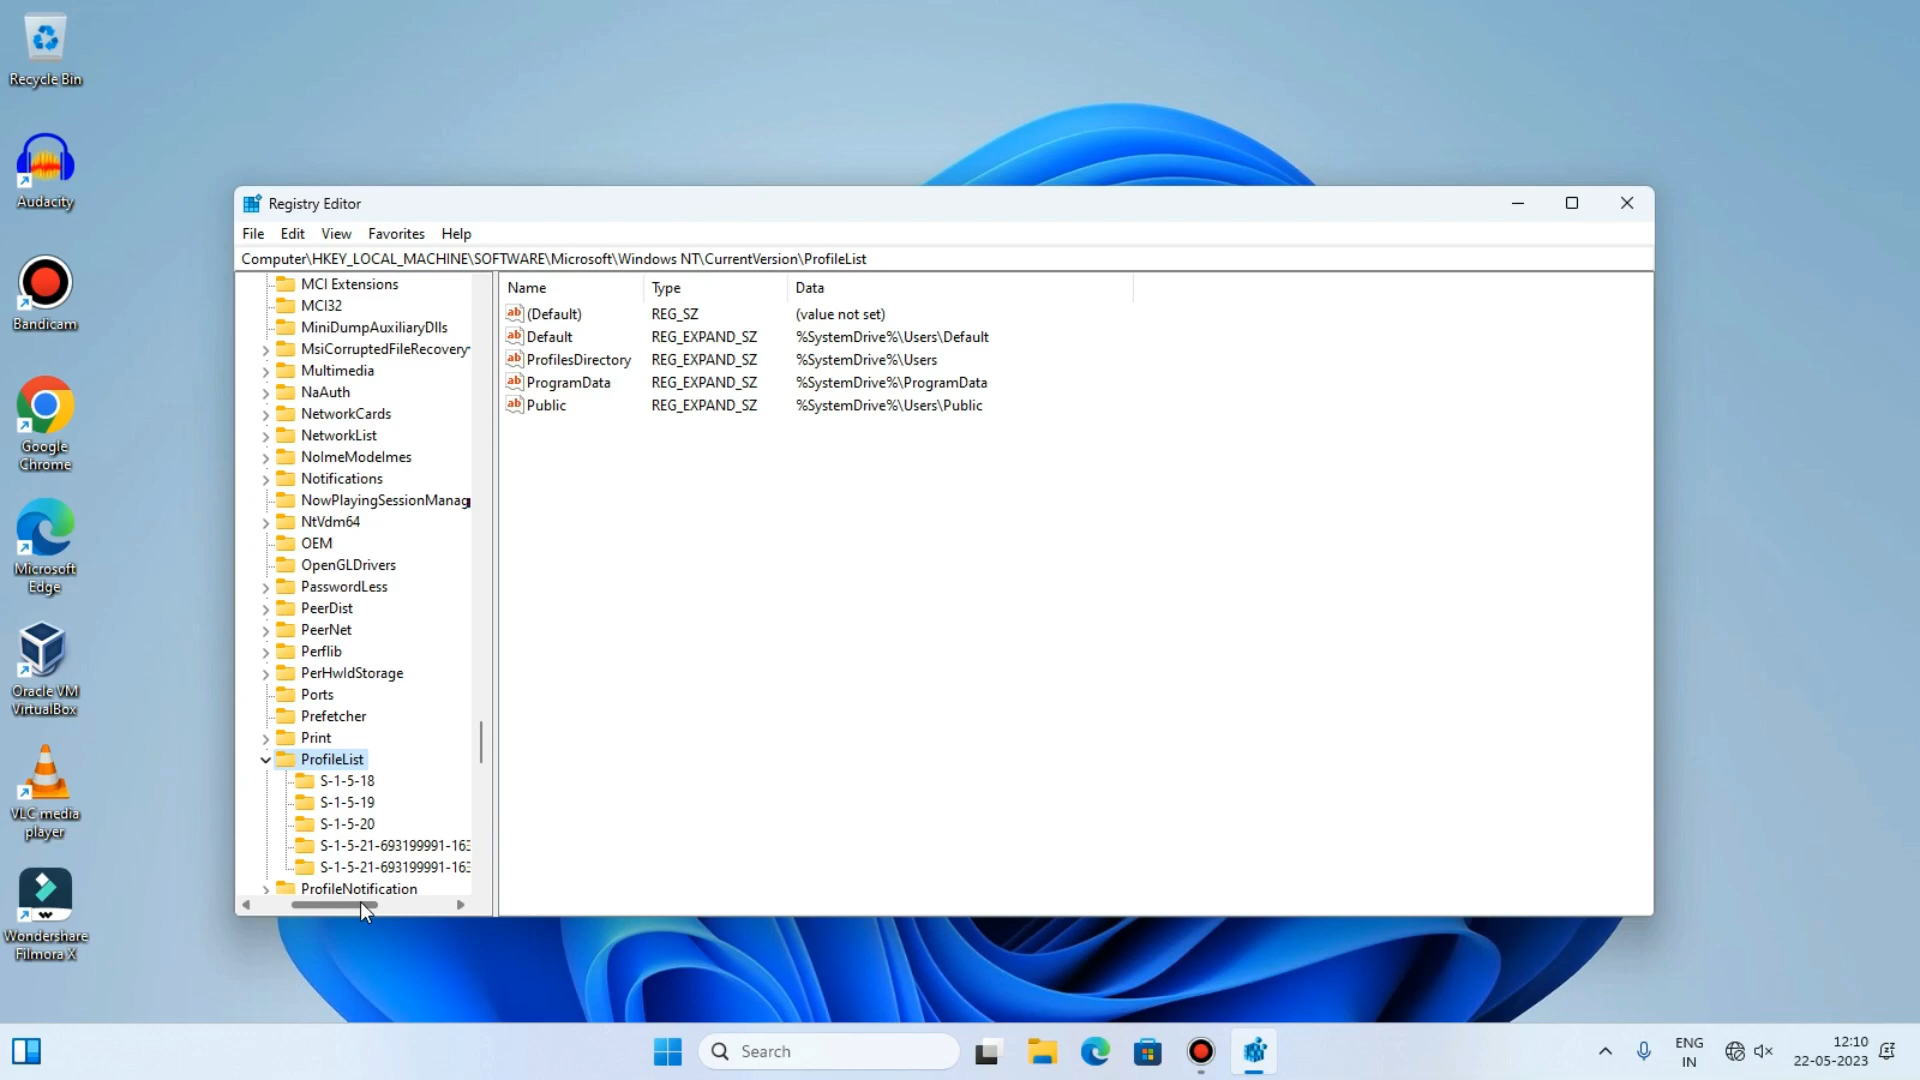 Recycle Bin
Audacity
Bandicam
Google
Chrome
Microsoft
Edge
Oracle VM
VirtualBox
VLC media
player
Wondershare
Filmora X
Registry Editor
File Edit View Favorites Help
Computer\HKEY_LOCAL_MACHINE\SOFTWARE\Microsoft\Windows NT\CurrentVersion\ProfileList
MCI Extensions
MCI32
MiniDumpAuxiliaryDlls
MsiCorruptedFileRecovery
Multimedia
NaAuth
NetworkCards
NetworkList
NoImeModeImes
Notifications
NowPlayingSessionManag
NtVdm64
OEM
OpenGLDrivers
PasswordLess
PeerDist
PeerNet
Perflib
PerHwIdStorage
Ports
Prefetcher
Print
ProfileList
S-1-5-18
S-1-5-19
S-1-5-20
S-1-5-21-693199991-163
S-1-5-21-693199991-163
ProfileNotification
Name Type Data
(Default) REG_SZ (value not set)
Default REG_EXPAND_SZ %SystemDrive%\Users\Default
ProfilesDirectory REG_EXPAND_SZ %SystemDrive%\Users
ProgramData REG_EXPAND_SZ %SystemDrive%\ProgramData
Public REG_EXPAND_SZ %SystemDrive%\Users\Public
Search
ENG
IN
12:10
22-05-2023